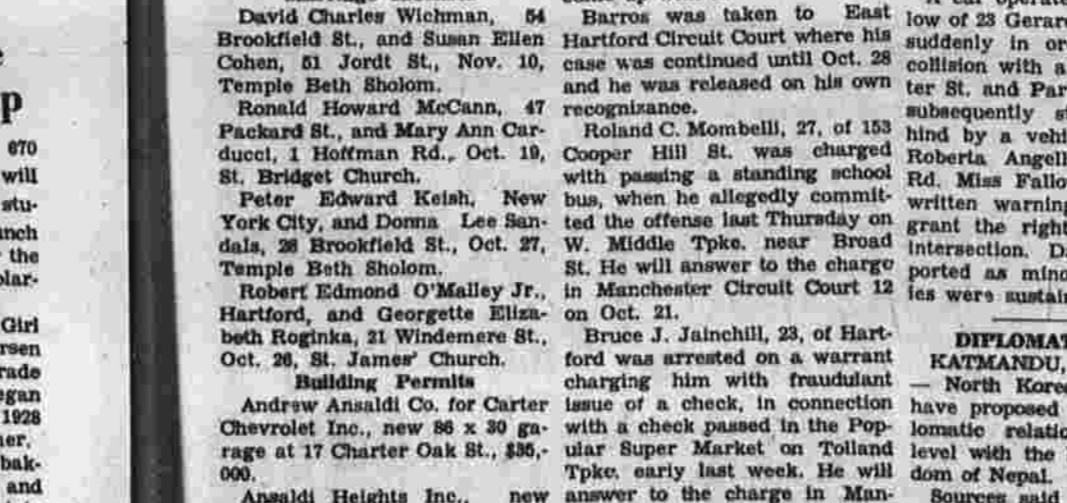 670
will
stu-
the
Girl
1928
bak-
and
David Charles Wichman, 54
Brookfield St., and Susan Ellen
Cohen, 51 Jordt St., Nov. 10,
Temple Beth Sholom.
Ronald Howard McCann, 47
Packard St., and Mary Ann Car-
ducci, 1 Hoffman Rd., Oct. 19,
St. Bridget Church.
Peter Edward Keish, New
York City, and Donna Lee San-
dals, 28 Brookfield St., Oct. 27,
Temple Beth Sholom.
Robert Edmond O'Malley Jr.,
Hartford, and Georgette Eliza-
beth Roginka, 21 Windemere St.,
Oct. 26, St. James' Church.
Building Permits
Andrew Ansaldi Co. for Carter
Chevrolet Inc., new 86 x 30 ga-
rage at 17 Charter Oak St., $35,-
000.
Ansaldi Heights Inc., new
Barros was taken to East
Hartford Circuit Court where his
case was continued until Oct. 28
and he was released on his own
recognizance.
Roland C. Mombelli, 27, of 153
Cooper Hill St. was charged
with passing a standing school
bus, when he allegedly commit-
ted the offense last Thursday on
W. Middle Tpke. near Broad
St. He will answer to the charge
in Manchester Circuit Court 12
on Oct. 21.
Bruce J. Jainchill, 23, of Hart-
ford was arrested on a warrant
charging him with fraudulent
issue of a check, in connection
with a check passed in the Pop-
ular Super Market on Tolland
Tpke. early last week. He will
answer to the charge in Man-
low of 23 Gerar
suddenly in or
collision with a
ter St. and Par
subsequently st
hind by a vehi
Roberta Angell
Rd. Miss Fallo
written warning
grant the right
intersection. D
ported as mino
ies were sustai
DIPLOMAT
KATMANDU,
— North Kore
have proposed
lomatic relatio
level with the
dom of Nepal.
Sources said